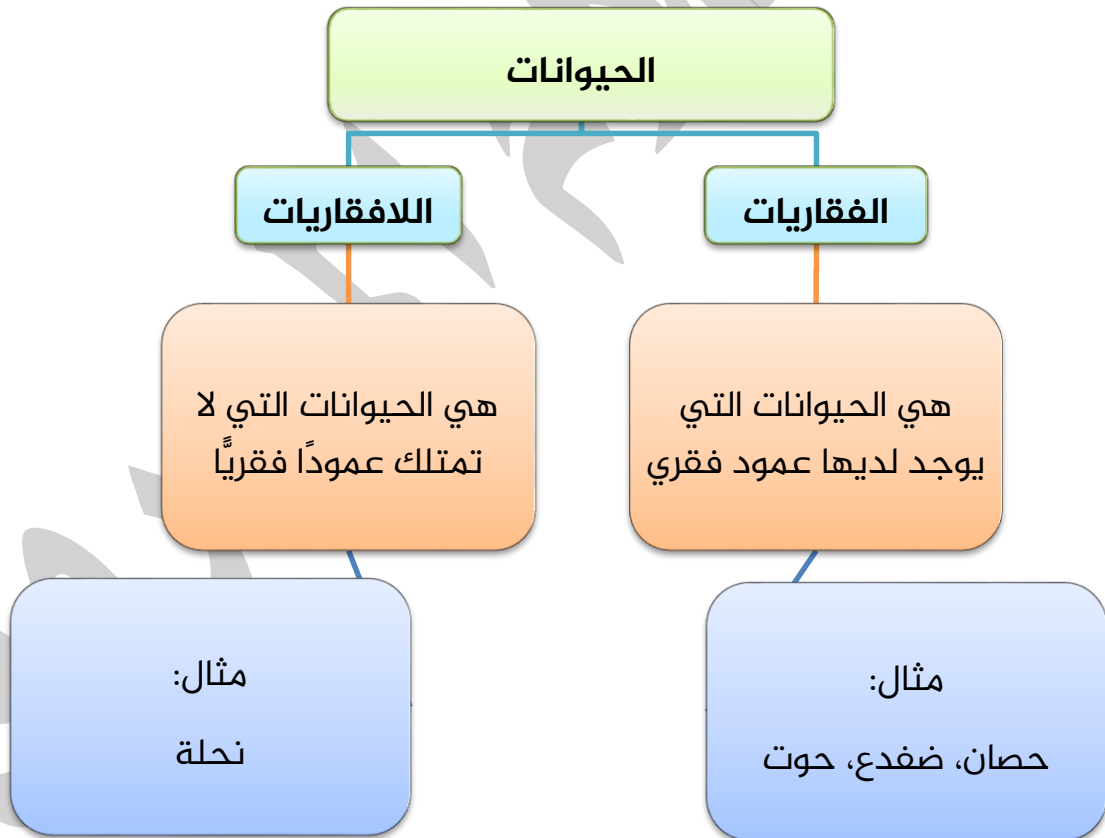 الحيوانات
الفقاريات
اللافقاريات
هي الحيوانات التي
يوجد لديها عمود فقري
هي الحيوانات التي لا
تمتلك عمودًا فقريًّا
مثال:
حصان، ضفدع، حوت
مثال:
نحلة